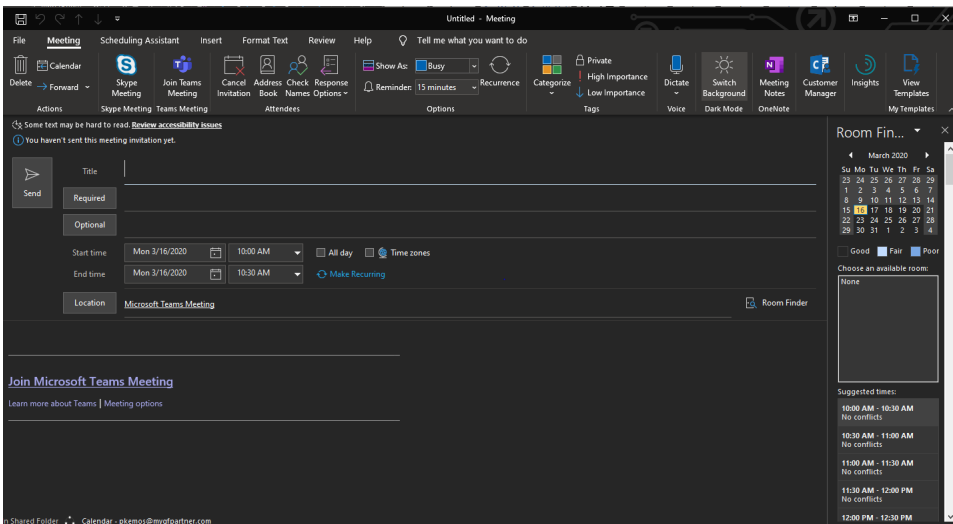 Untitled - Meeting
File Meeting Scheduling Assistant Insert Format Text Review Help Tell me what you want to do
Delete
Calendar
Forward
Actions
Skype Meeting
Skype Meeting
Join Teams Meeting
Teams Meeting
Cancel Invitation
Address Book
Check Names
Response Options
Attendees
Show As: Busy
Reminder: 15 minutes
Recurrence
Options
Categorize
Private
High Importance
Low Importance
Tags
Dictate
Voice
Switch Background
Dark Mode
Meeting Notes
OneNote
Customer Manager
Insights
View Templates
My Templates
Some text may be hard to read. Review accessibility issues
You haven't sent this meeting invitation yet.
Send
Title
Required
Optional
Start time Mon 3/16/2020 10:00 AM All day Time zones
End time Mon 3/16/2020 10:30 AM Make Recurring
Location Microsoft Teams Meeting Room Finder
Join Microsoft Teams Meeting
Learn more about Teams | Meeting options
n Shared Folder Calendar - pkemos@mygfpartner.com
Room Fin...
March 2020
Su Mo Tu We Th Fr Sa
23 24 25 26 27 28 29
1 2 3 4 5 6 7
8 9 10 11 12 13 14
15 16 17 18 19 20 21
22 23 24 25 26 27 28
29 30 31 1 2 3 4
Good Fair Poor
Choose an available room:
None
Suggested times:
10:00 AM - 10:30 AM
No conflicts
10:30 AM - 11:00 AM
No conflicts
11:00 AM - 11:30 AM
No conflicts
11:30 AM - 12:00 PM
No conflicts
12:00 PM - 12:30 PM